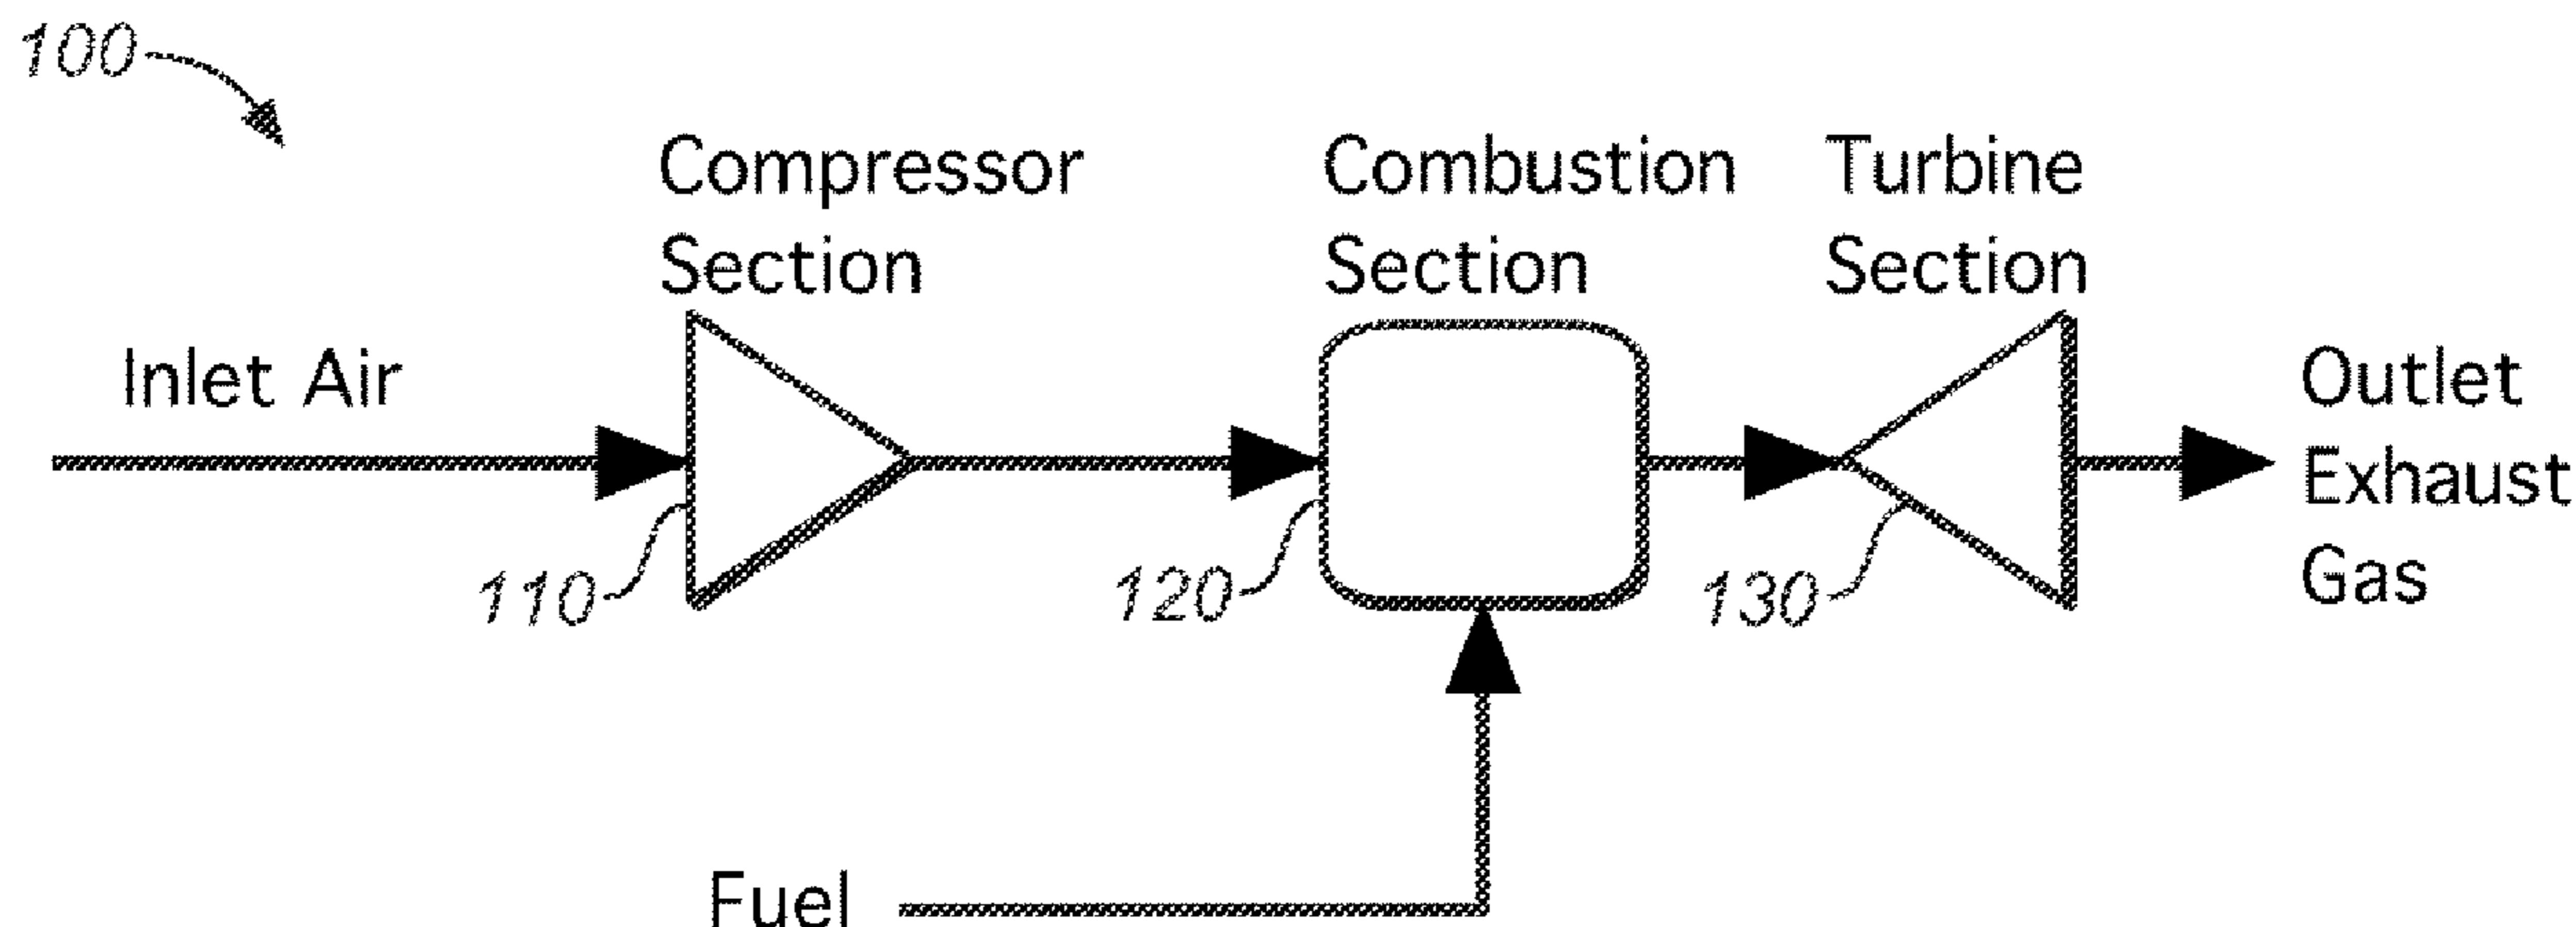 100
Compressor
Section
Combustion
Section
Turbine
Section
Inlet Air
Outlet
Exhaust
Gas
110
120
130
Fuel